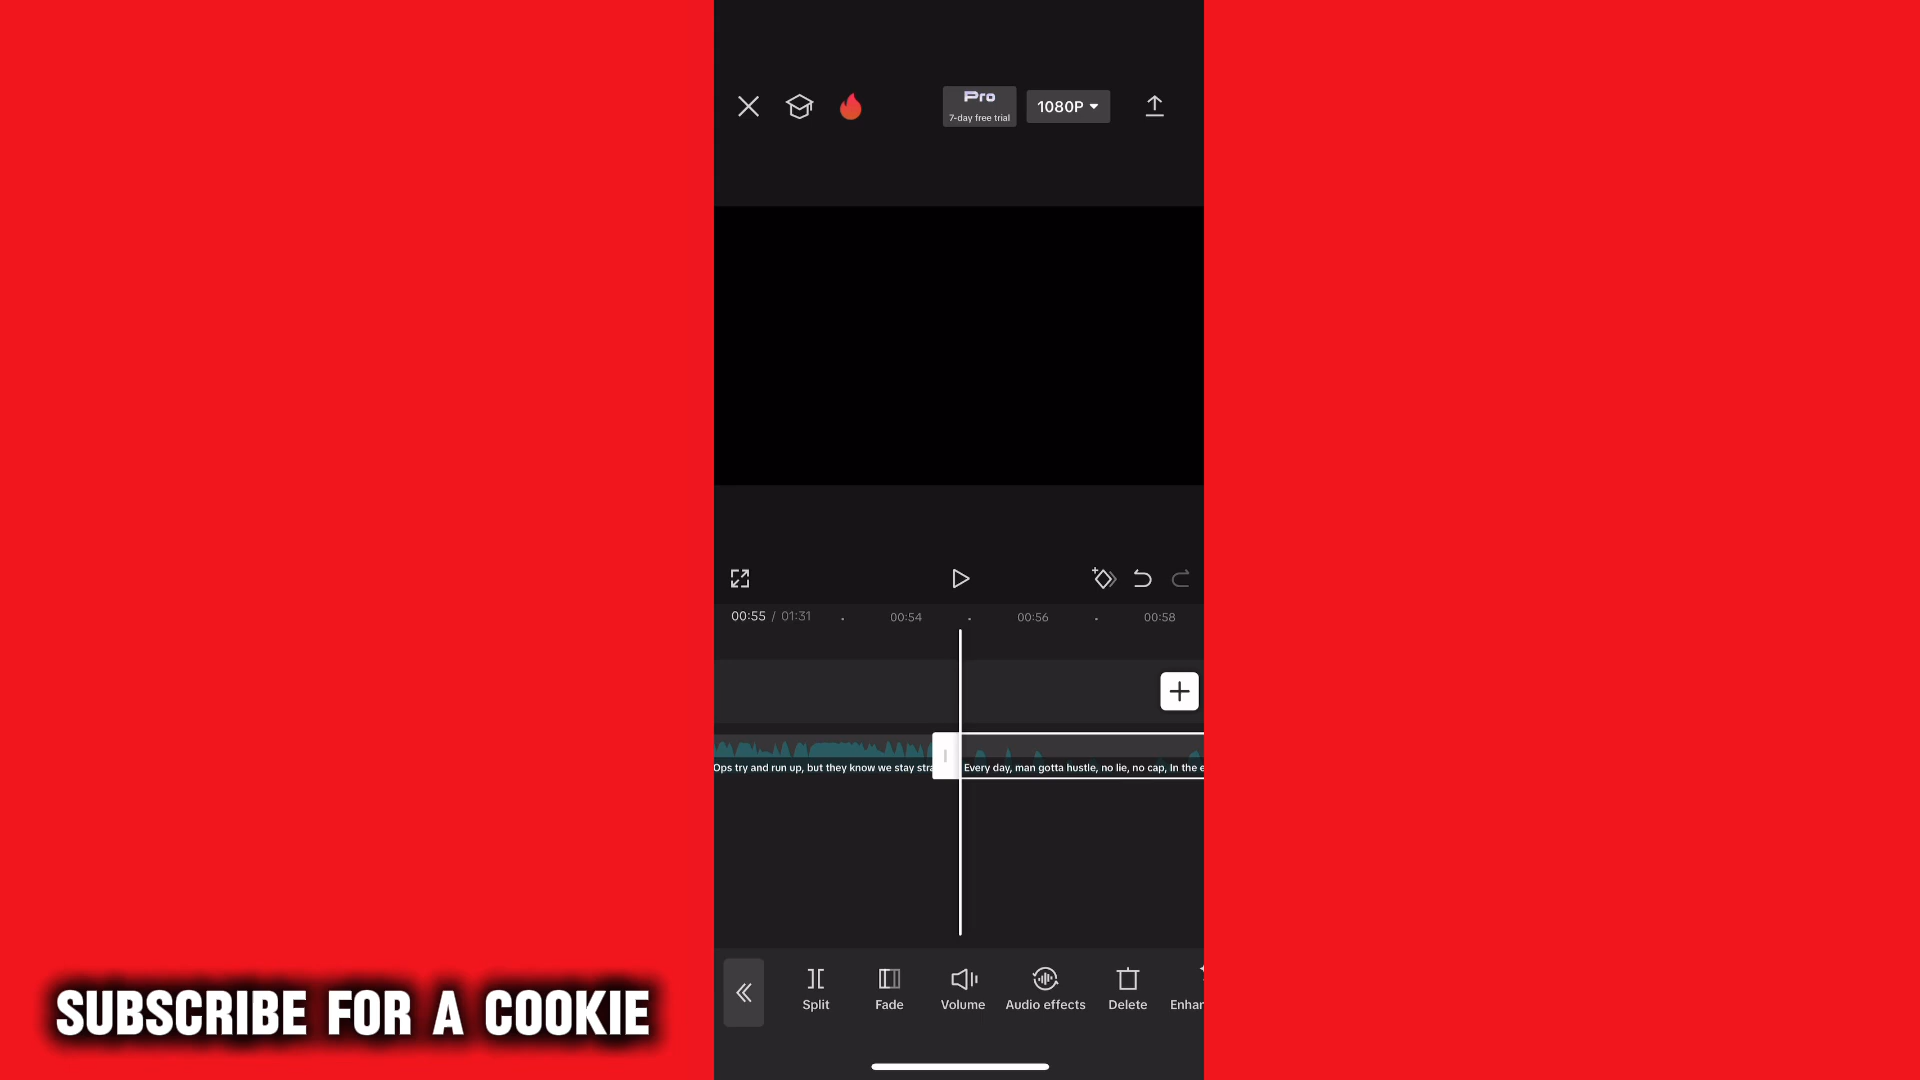 Pro
7-day free trial
1080P
00:55 / 01:31
00:54
00:56
00:58
Ops try and run up, but they know we stay stra
Every day, man gotta hustle, no lie, no cap, In the e
Split
Fade
Volume
Audio effects
Delete
Enhan
SUBSCRIBE FOR A COOKIE